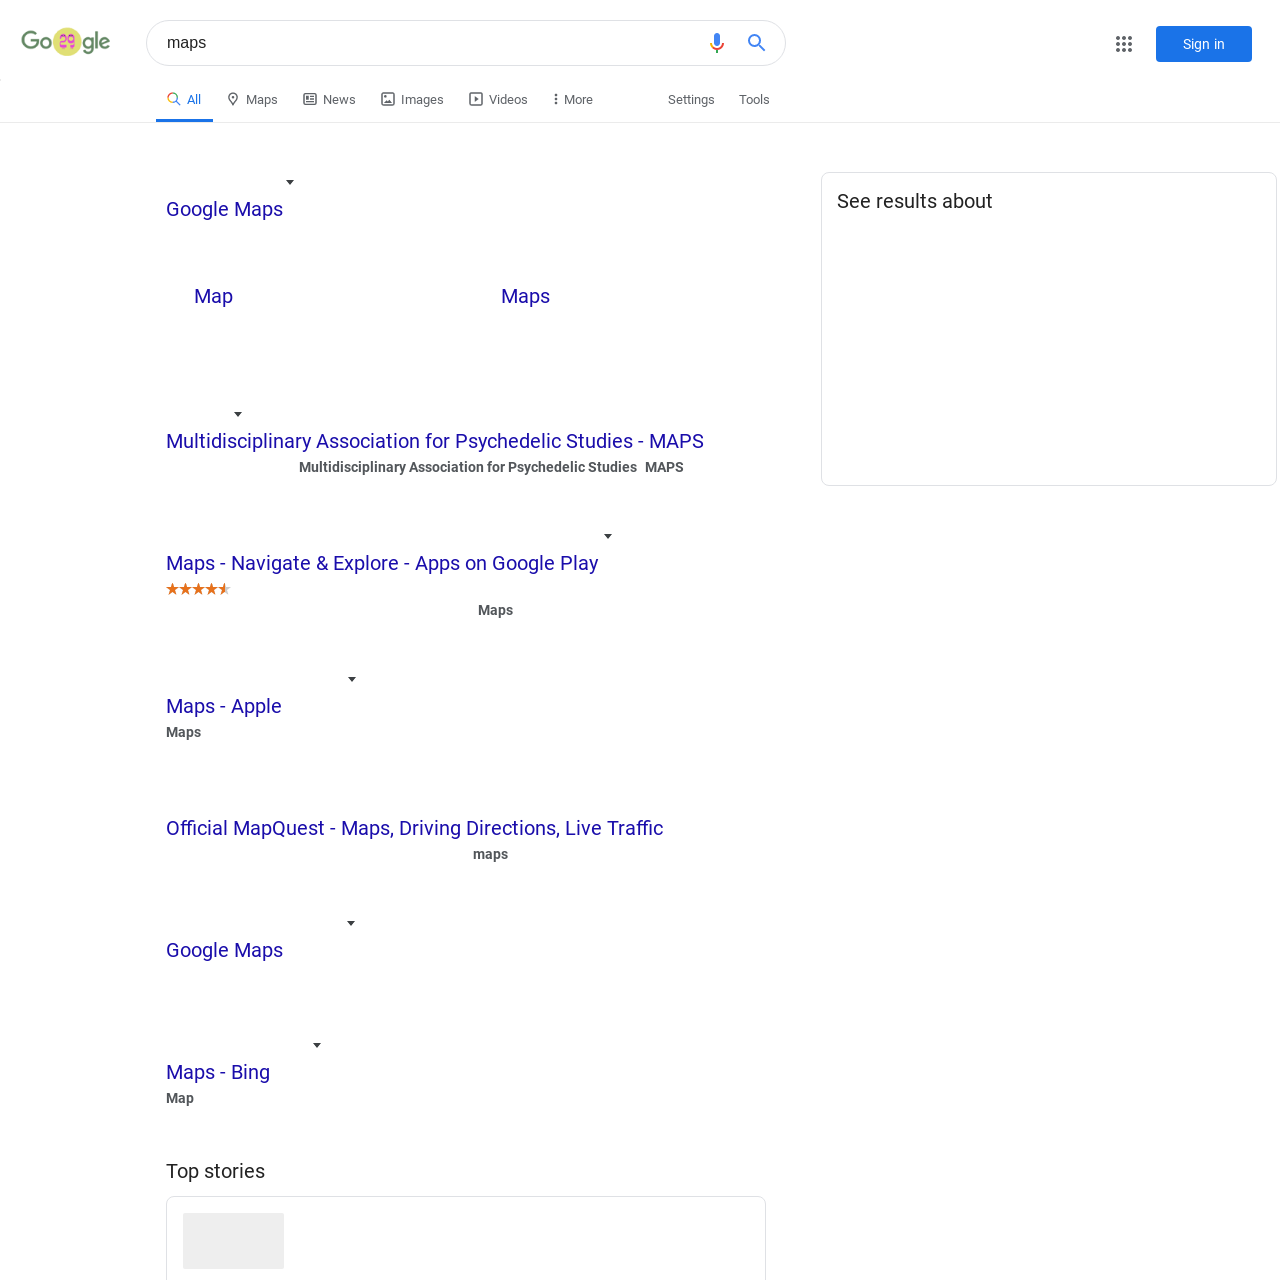 Google
maps
Sign in
All Maps News Images Videos More Settings Tools
Google Maps
See results about
Map Maps
Multidisciplinary Association for Psychedelic Studies - MAPS
Multidisciplinary Association for Psychedelic Studies MAPS
Maps - Navigate & Explore - Apps on Google Play
Maps
Maps - Apple
Maps
Official MapQuest - Maps, Driving Directions, Live Traffic
maps
Google Maps
Maps - Bing
Map
Top stories